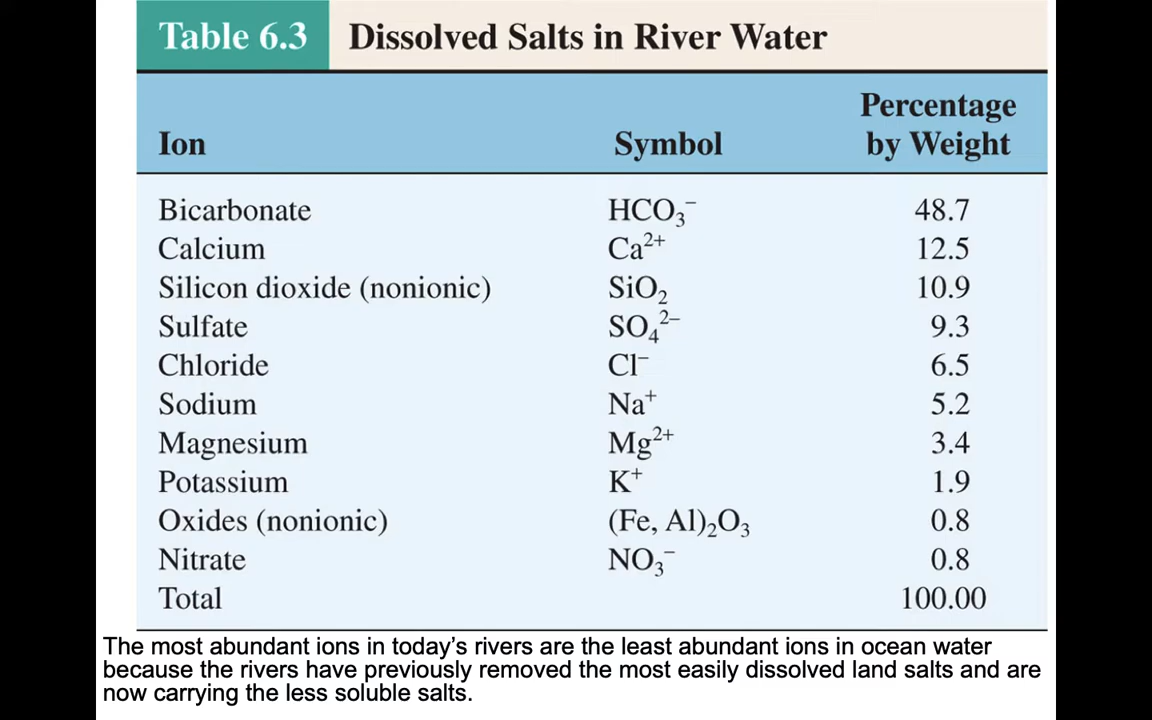 Table 6.3 Dissolved Salts in River Water
Ion Symbol Percentage by Weight
Bicarbonate HCO₃⁻ 48.7
Calcium Ca²⁺ 12.5
Silicon dioxide (nonionic) SiO₂ 10.9
Sulfate SO₄²⁻ 9.3
Chloride Cl⁻ 6.5
Sodium Na⁺ 5.2
Magnesium Mg²⁺ 3.4
Potassium K⁺ 1.9
Oxides (nonionic) (Fe, Al)₂O₃ 0.8
Nitrate NO₃⁻ 0.8
Total 100.00
The most abundant ions in today’s rivers are the least abundant ions in ocean water
because the rivers have previously removed the most easily dissolved land salts and are
now carrying the less soluble salts.